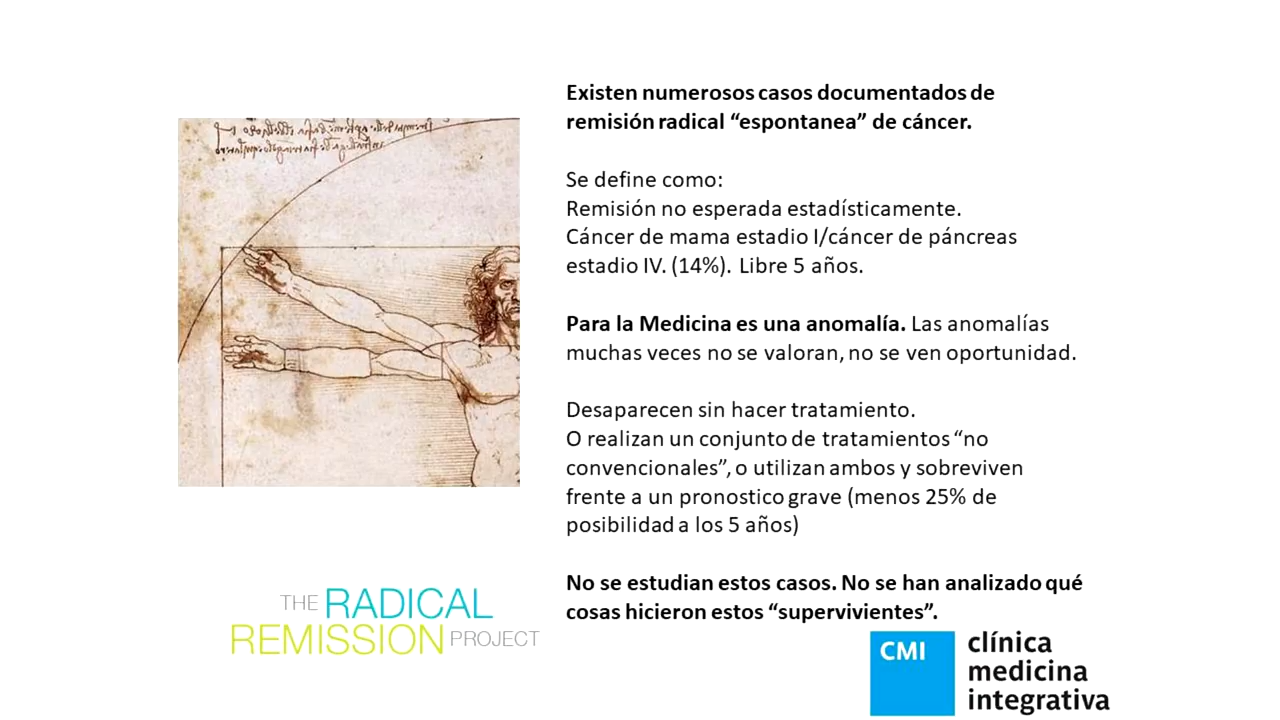 Existen numerosos casos documentados de
remisión radical “espontanea” de cáncer.
Se define como:
Remisión no esperada estadísticamente.
Cáncer de mama estadio I/cáncer de páncreas
estadio IV. (14%). Libre 5 años.
Para la Medicina es una anomalía. Las anomalías
muchas veces no se valoran, no se ven oportunidad.
Desaparecen sin hacer tratamiento.
O realizan un conjunto de tratamientos “no
convencionales”, o utilizan ambos y sobreviven
frente a un pronostico grave (menos 25% de
posibilidad a los 5 años)
No se estudian estos casos. No se han analizado qué
cosas hicieron estos “supervivientes”.
THE RADICAL
REMISSION PROJECT
CMI
clínica
medicina
integrativa